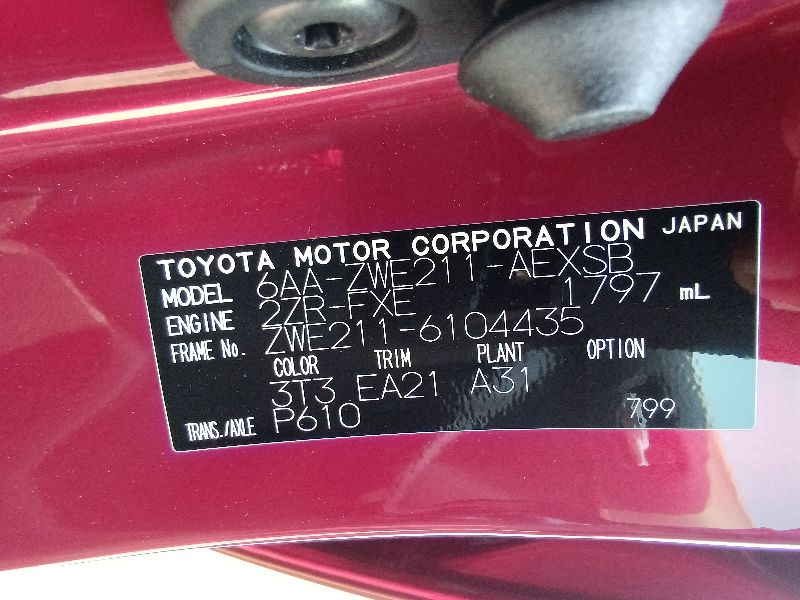 TOYOTA MOTOR CORPORATION JAPAN
MODEL 6AA-ZWE211-AEXSB
ENGINE 2ZR-FXE 1797 mL
FRAME No. ZWE211-6104435
COLOR TRIM PLANT OPTION
3T3 EA21 A31
TRANS./AXLE P610 799